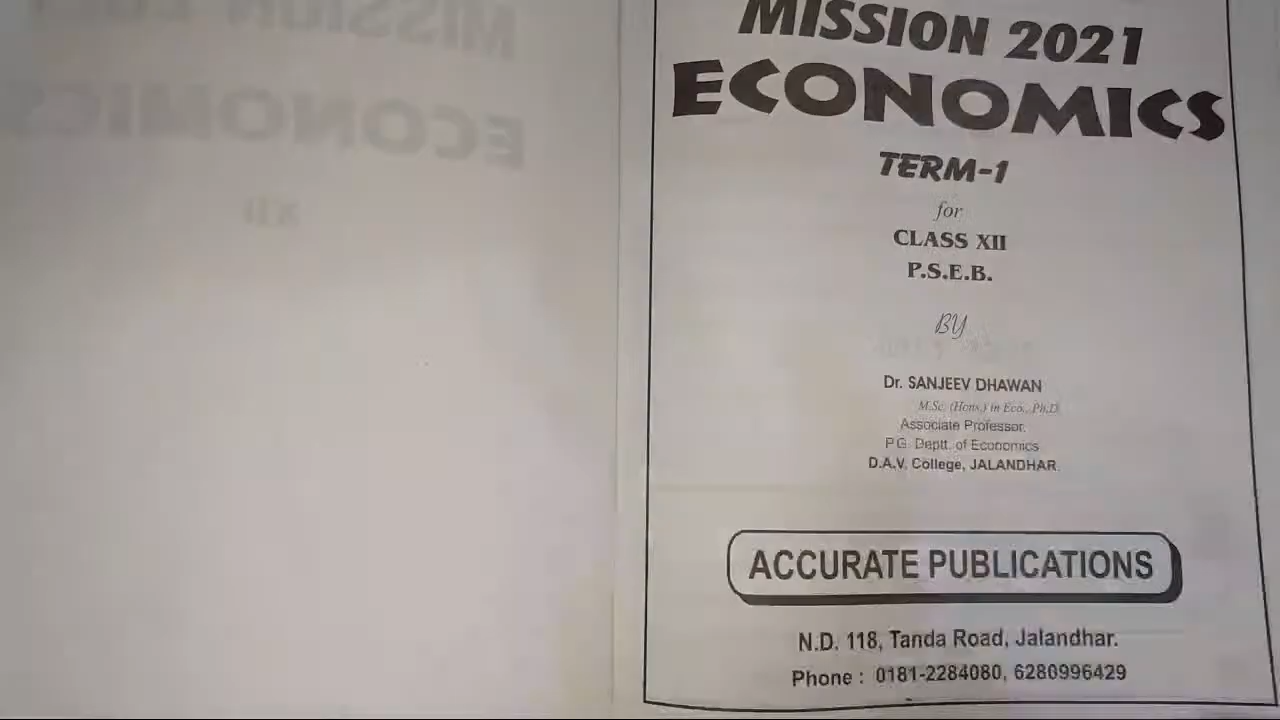 MISSION 2021
ECONOMICS
TERM-1
for
CLASS XII
P.S.E.B.
BY
Dr. SANJEEV DHAWAN
M.Sc. (Hons.) in Eco., Ph.D.
Associate Professor.
P.G. Deptt. of Economics
D.A.V. College, JALANDHAR.
ACCURATE PUBLICATIONS
N.D. 118, Tanda Road, Jalandhar.
Phone : 0181-2284080, 6280996429